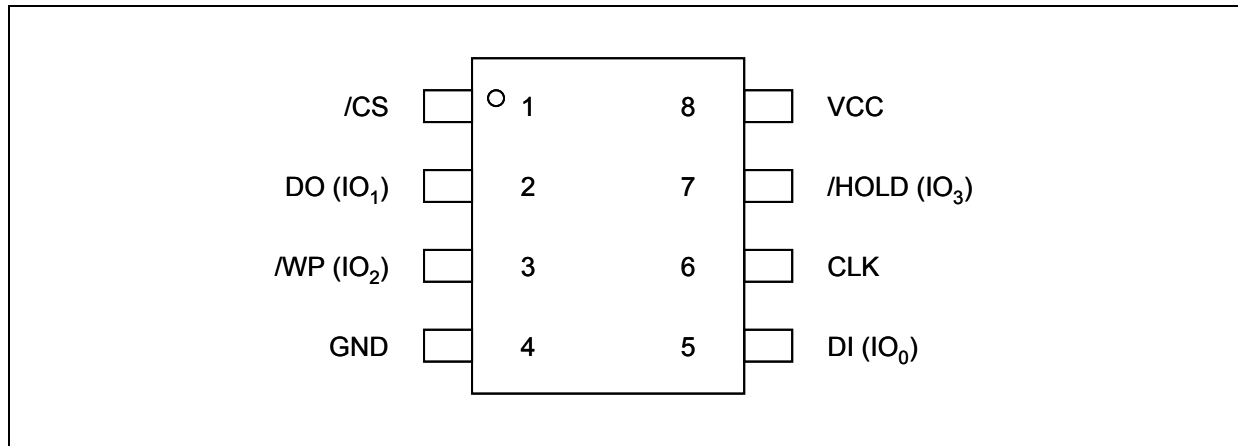 /CS 1 8 VCC
DO (IO1) 2 7 /HOLD (IO3)
/WP (IO2) 3 6 CLK
GND 4 5 DI (IO0)